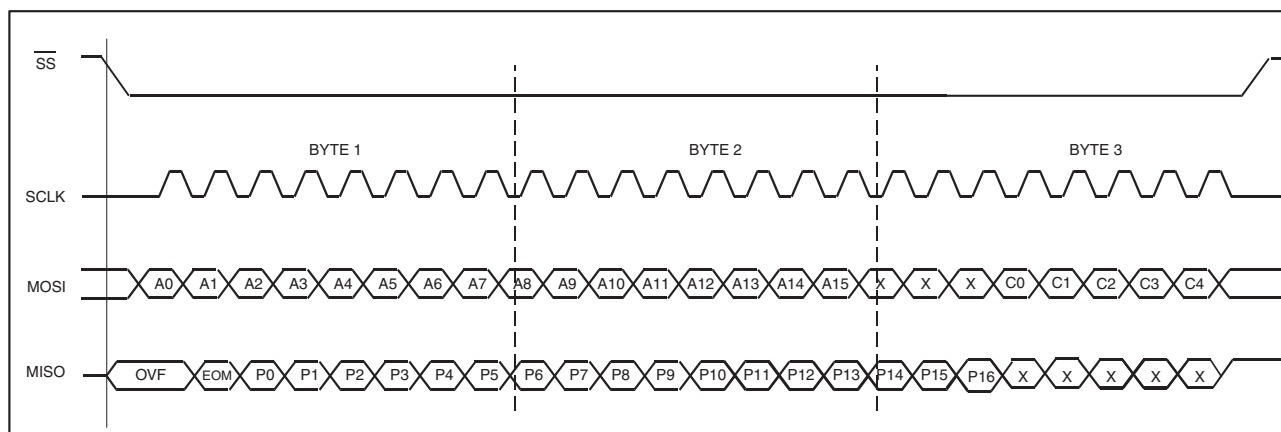 SS
BYTE 1 BYTE 2 BYTE 3
SCLK
MOSI A0 A1 A2 A3 A4 A5 A6 A7 A8 A9 A10 A11 A12 A13 A14 A15 X X X C0 C1 C2 C3 C4
MISO OVF EOM P0 P1 P2 P3 P4 P5 P6 P7 P8 P9 P10 P11 P12 P13 P14 P15 P16 X X X X X